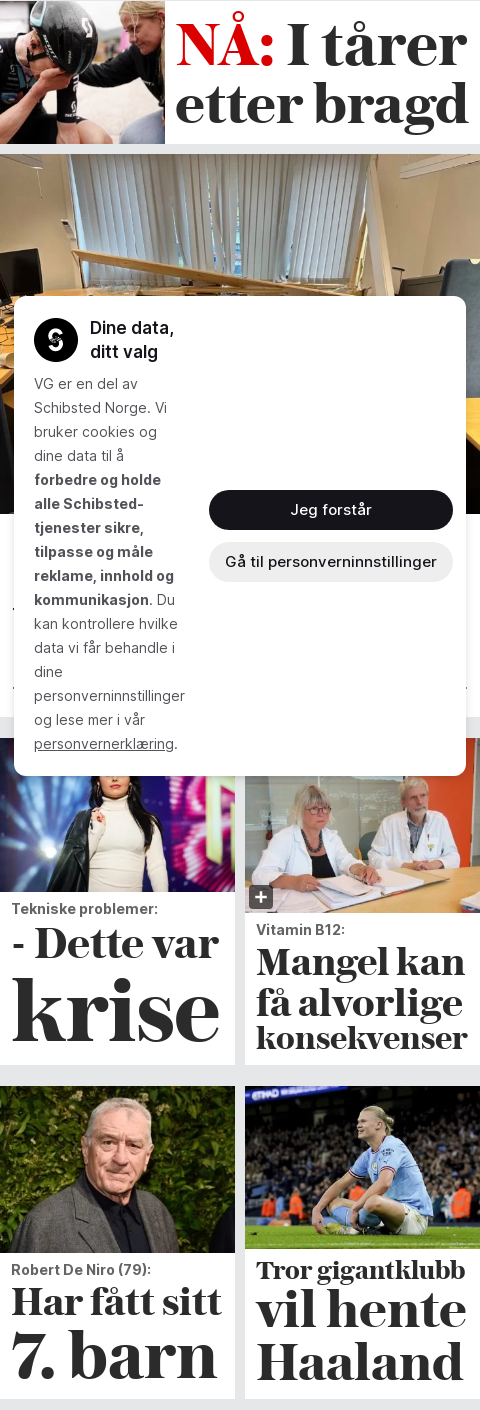 NÅ: I tårer
etter bragd
Dine data,
ditt valg
VG er en del av
Schibsted Norge. Vi
bruker cookies og
dine data til å
forbedre og holde
alle Schibsted-
tjenester sikre,
tilpasse og måle
reklame, innhold og
kommunikasjon. Du
kan kontrollere hvilke
data vi får behandle i
dine
personverninnstillinger
og lese mer i vår
personvernerklæring.
Jeg forstår
Gå til personverninnstillinger
Tekniske problemer:
- Dette var
krise
Vitamin B12:
Mangel kan
få alvorlige
konsekvenser
Robert De Niro (79):
Har fått sitt
7. barn
ETIHAD
Tror gigantklubb
vil hente
Haaland